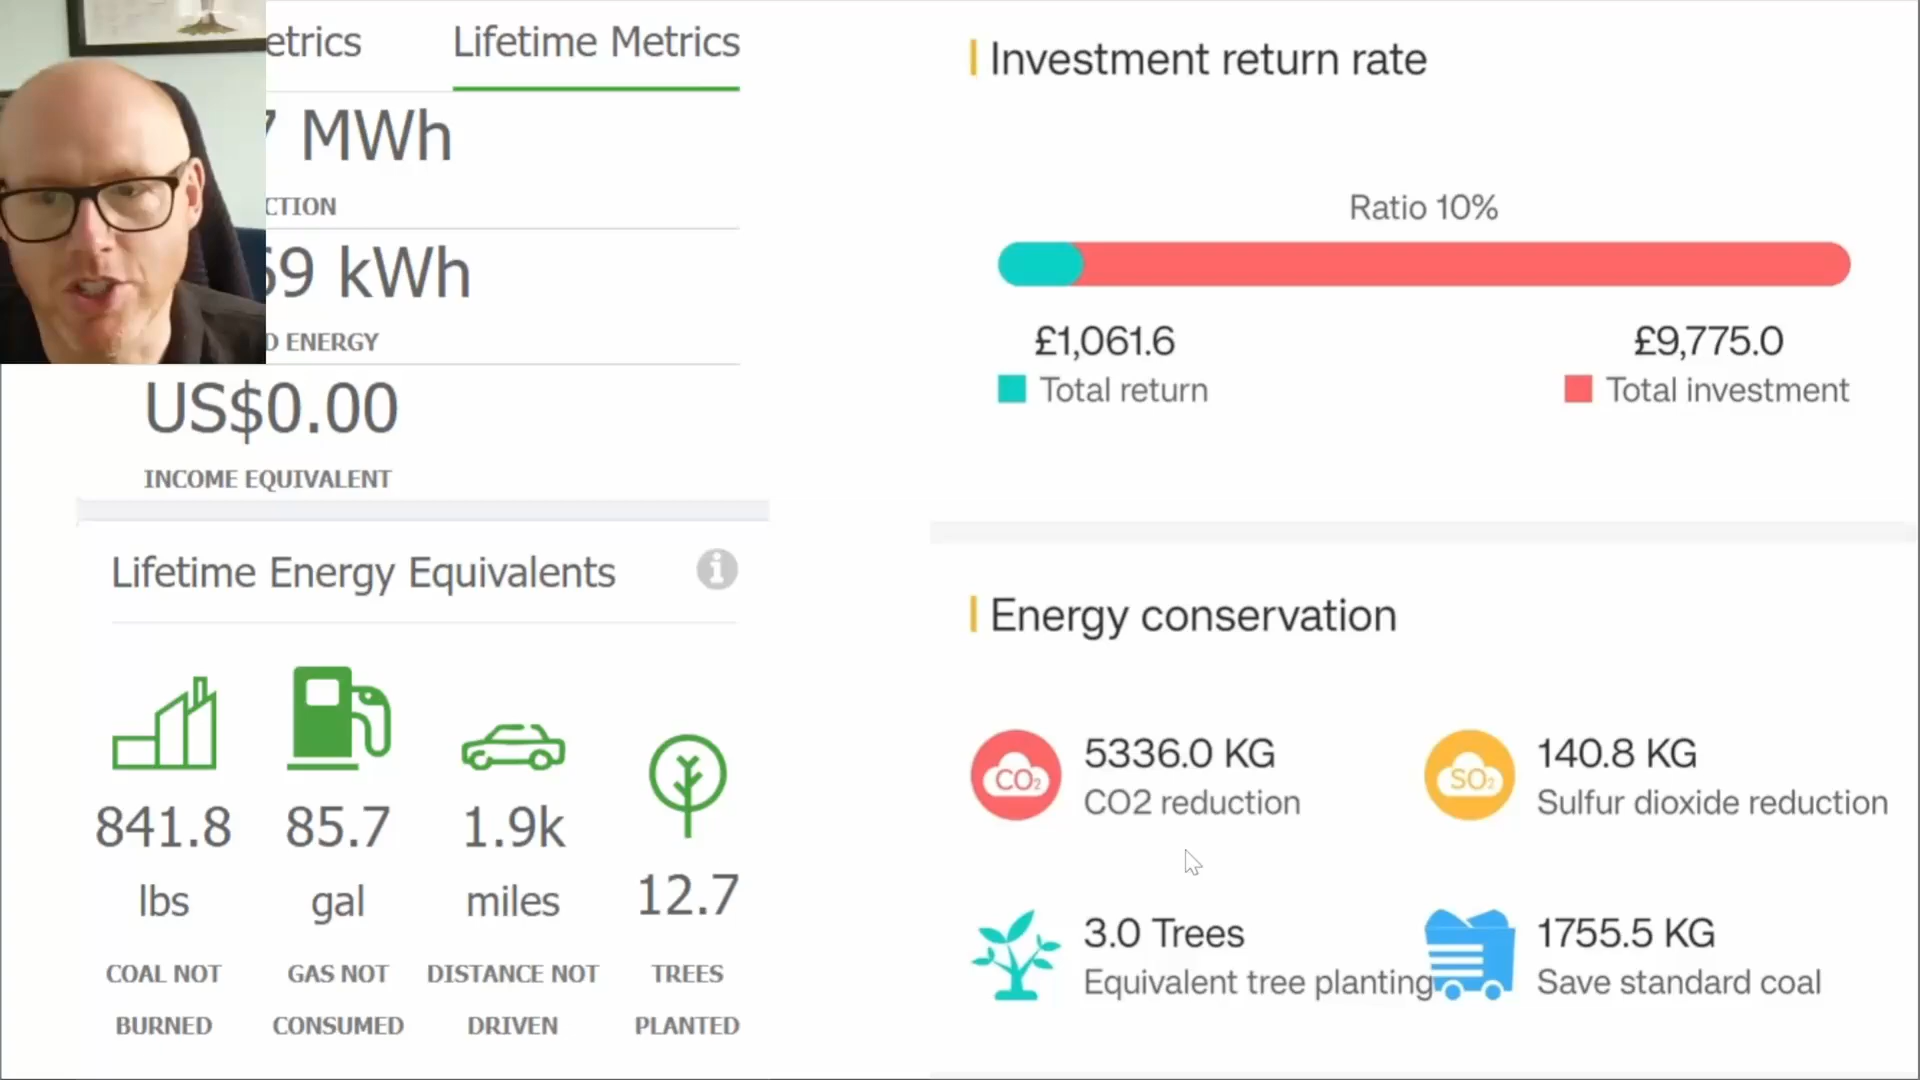 Lifetime Metrics
MWh
kWh
ENERGY
US$0.00
INCOME EQUIVALENT
Lifetime Energy Equivalents
841.8 85.7 1.9k 12.7
lbs gal miles
COAL NOT GAS NOT DISTANCE NOT TREES
BURNED CONSUMED DRIVEN PLANTED
Investment return rate
Ratio 10%
£1,061.6 £9,775.0
Total return Total investment
Energy conservation
CO2 5336.0 KG SO2 140.8 KG
CO2 reduction Sulfur dioxide reduction
3.0 Trees 1755.5 KG
Equivalent tree planting Save standard coal